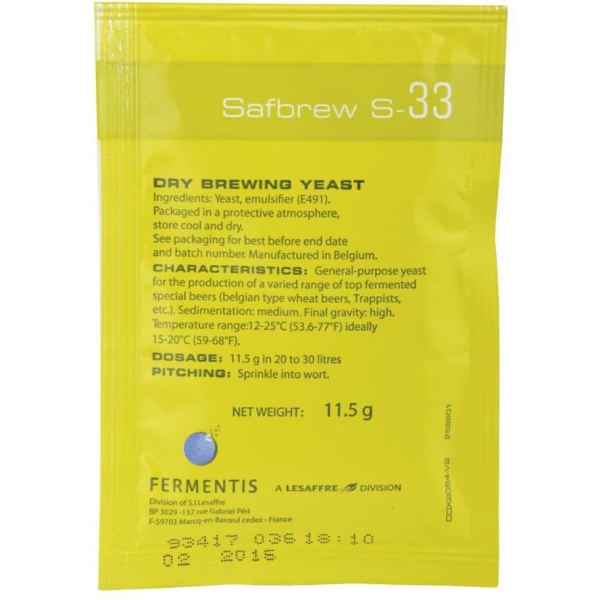 Safbrew S-33
DRY BREWING YEAST
Ingredients: Yeast, emulsifier (E491).
Packaged in a protective atmosphere,
store cool and dry.
See packaging for best before end date
and batch number. Manufactured in Belgium.
CHARACTERISTICS: General-purpose yeast
for the production of a varied range of top fermented
special beers (belgian type wheat beers, Trappists,
etc.). Sedimentation: medium. Final gravity: high.
Temperature range:12-25°C (53.6-77°F) ideally
15-20°C (59-68°F).
DOSAGE: 11.5 g in 20 to 30 litres
PITCHING: Sprinkle into wort.
NET WEIGHT: 11.5 g
FERMENTIS A LESAFFRE DIVISION
Division of S.I.Lesaffre
BP 3029 -137 rue Gabriel Péri
F-59703 Marcq-en-Barœul cedex - France
93417 036 18:10
02 2015